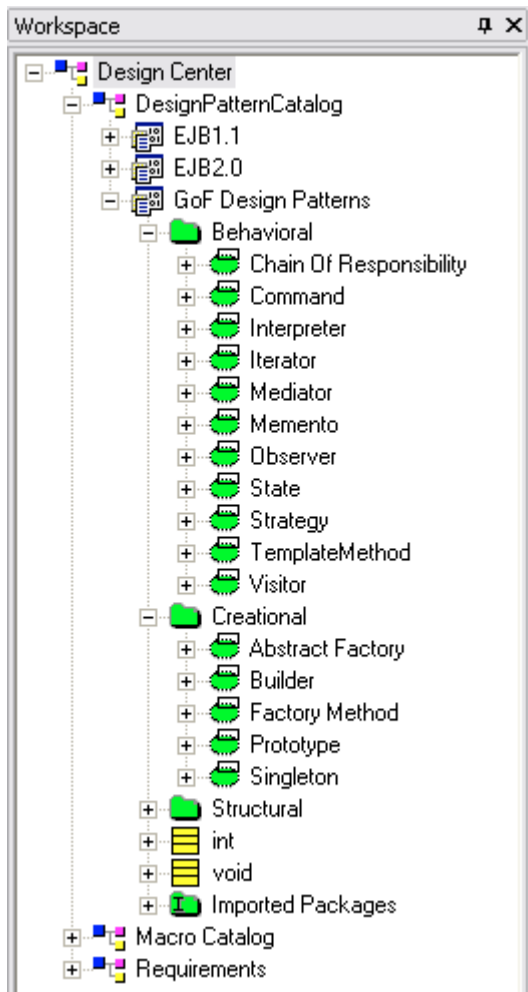 Workspace
Design Center
DesignPatternCatalog
EJB1.1
EJB2.0
GoF Design Patterns
Behavioral
Chain Of Responsibility
Command
Interpreter
Iterator
Mediator
Memento
Observer
State
Strategy
TemplateMethod
Visitor
Creational
Abstract Factory
Builder
Factory Method
Prototype
Singleton
Structural
int
void
Imported Packages
Macro Catalog
Requirements